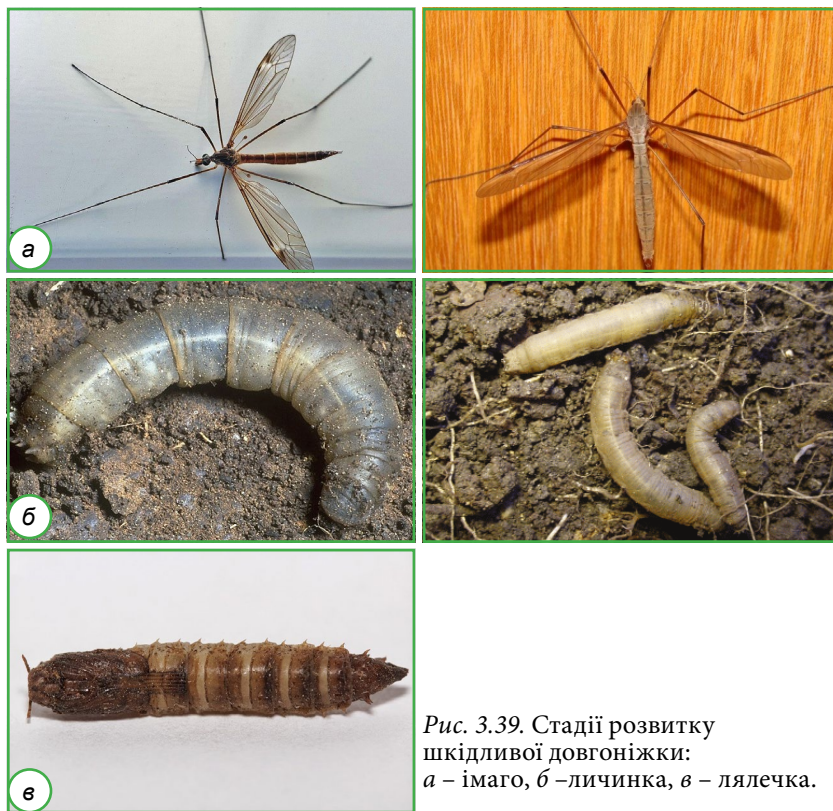 а
б
в
Рис. 3.39. Стадії розвитку
шкідливої довгоніжки:
а – імаго, б –личинка, в – лялечка.